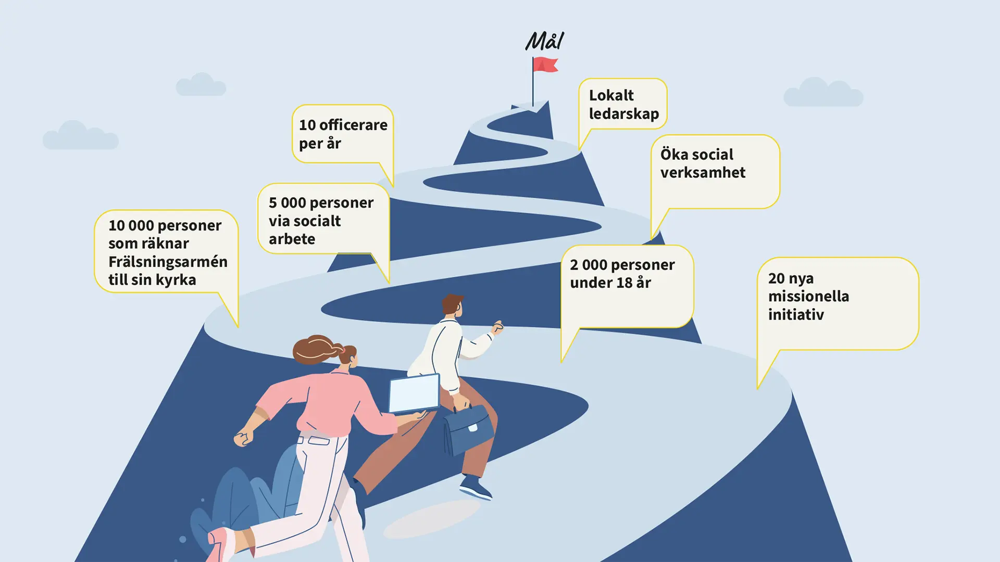 Mål
Lokalt
ledarskap
10 officerare
per år
Öka social
verksamhet
5 000 personer
via socialt
arbete
10 000 personer
som räknar
Frälsningsarmén
till sin kyrka
2 000 personer
under 18 år
20 nya
missionella
initiativ